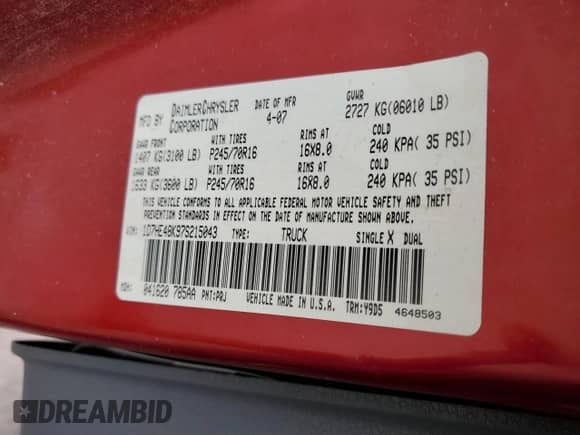 MFD BY DAIMLERCHRYSLER CORPORATION DATE OF MFR 4-07 GVWR 2727 KG(06010 LB)
GAWR FRONT WITH TIRES RIMS AT COLD
1407 KG(3100 LB) P245/70R16 16X8.0 240 KPA( 35 PSI)
GAWR REAR WITH TIRES RIMS AT COLD
1633 KG(3600 LB) P245/70R16 16X8.0 240 KPA( 35 PSI)
THIS VEHICLE CONFORMS TO ALL APPLICABLE FEDERAL MOTOR VEHICLE SAFETY AND THEFT
PREVENTION STANDARDS IN EFFECT ON THE DATE OF MANUFACTURE SHOWN ABOVE.
VIN: 1D7HE48K97S215043 TYPE: TRUCK SINGLE X DUAL
MDH: 041620 785AA PNT:PRJ VEHICLE MADE IN U.S.A. TRM:Y9D5 4648503
DREAMBID